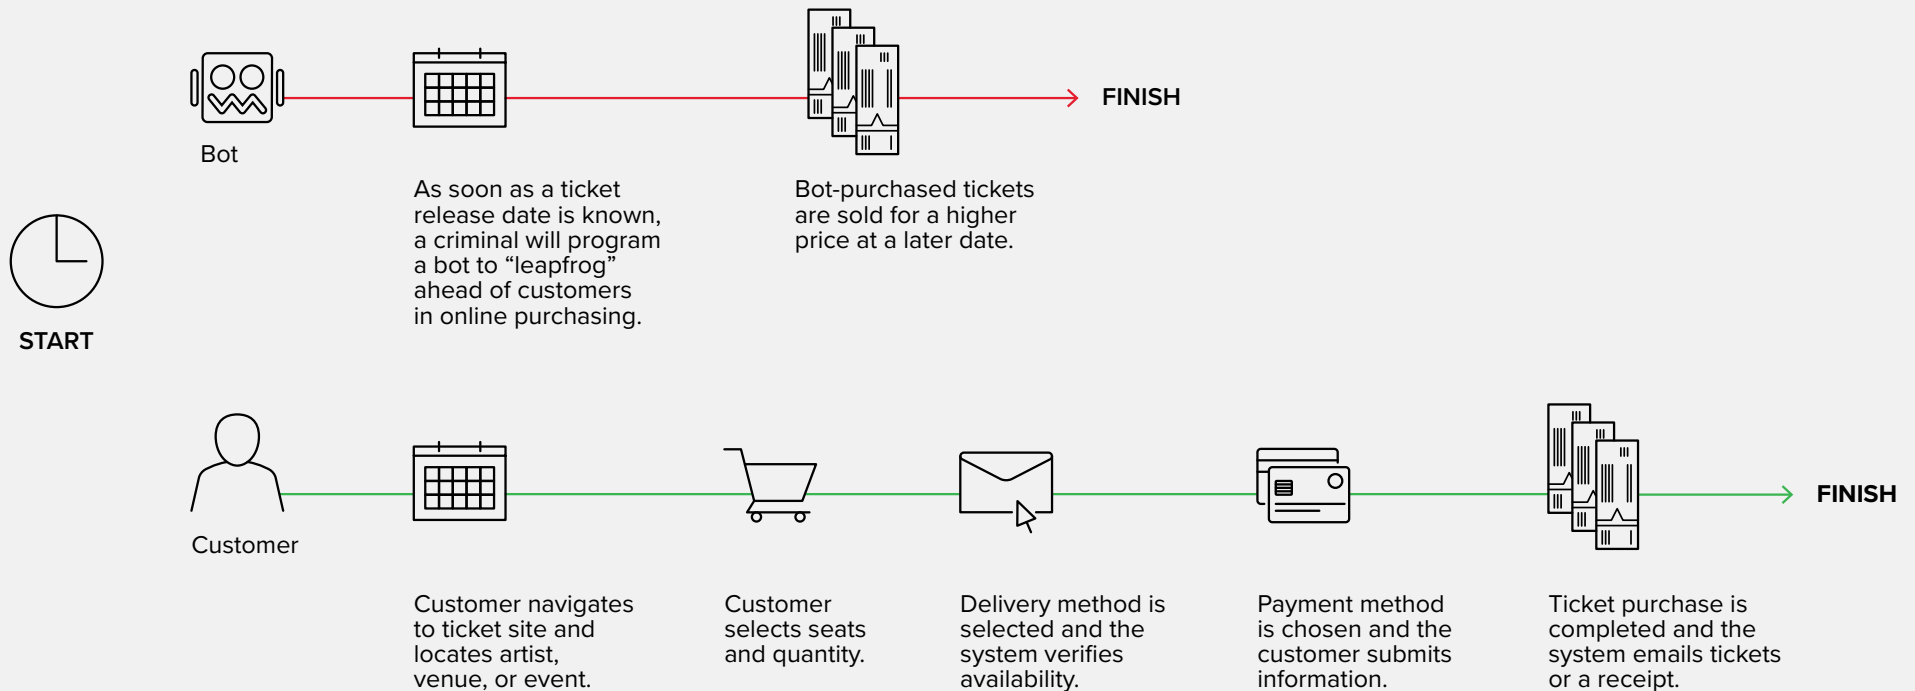 FINISH
Bot
As soon as a ticket
release date is known,
a criminal will program
a bot to “leapfrog”
ahead of customers
in online purchasing.
Bot-purchased tickets
are sold for a higher
price at a later date.
START
FINISH
Customer
Customer navigates
to ticket site and
locates artist,
venue, or event.
Customer
selects seats
and quantity.
Delivery method is
selected and the
system verifies
availability.
Payment method
is chosen and the
customer submits
information.
Ticket purchase is
completed and the
system emails tickets
or a receipt.